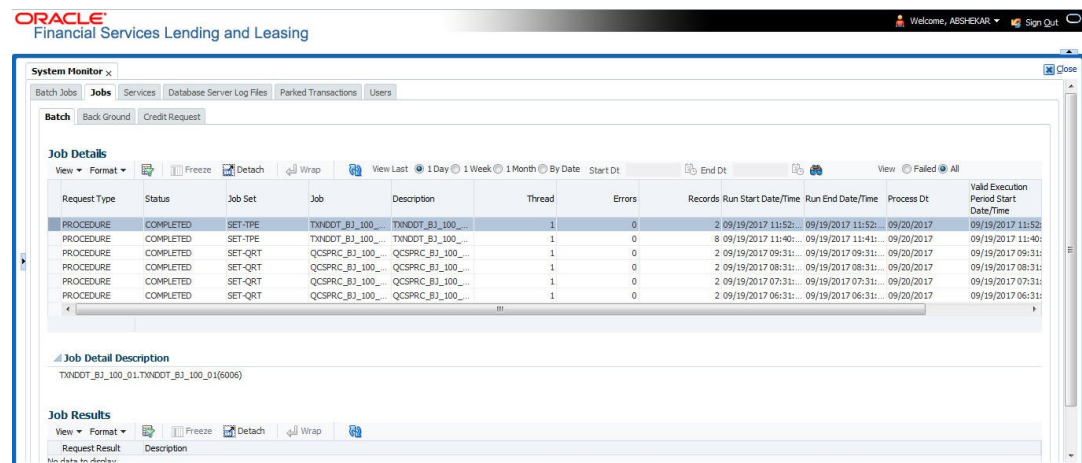 ORACLE®
Financial Services Lending and Leasing
Welcome, ABSHEKAR Sign Out
System Monitor x
Close
Batch Jobs Jobs Services Database Server Log Files Parked Transactions Users
Batch Back Ground Credit Request
Job Details
View Format Freeze Detach Wrap View Last 1 Day 1 Week 1 Month By Date Start Dt End Dt View Failed All
Request Type Status Job Set Job Description Thread Errors Records Run Start Date/Time Run End Date/Time Process Dt Valid Execution Period Start Date/Time
PROCEDURE COMPLETED SET-TPE TXNDDT_BJ_100_... TXNDDT_BJ_100_... 1 0 2 09/19/2017 11:52:... 09/19/2017 11:52:... 09/20/2017 09/19/2017 11:52:
PROCEDURE COMPLETED SET-TPE TXNDDT_BJ_100_... TXNDDT_BJ_100_... 1 0 8 09/19/2017 11:40:... 09/19/2017 11:41:... 09/20/2017 09/19/2017 11:40:
PROCEDURE COMPLETED SET-QRT QCSPRC_BJ_100_... QCSPRC_BJ_100_... 1 0 2 09/19/2017 09:31:... 09/19/2017 09:31:... 09/20/2017 09/19/2017 09:31:
PROCEDURE COMPLETED SET-QRT QCSPRC_BJ_100_... QCSPRC_BJ_100_... 1 0 2 09/19/2017 08:31:... 09/19/2017 08:31:... 09/20/2017 09/19/2017 08:31:
PROCEDURE COMPLETED SET-QRT QCSPRC_BJ_100_... QCSPRC_BJ_100_... 1 0 2 09/19/2017 07:31:... 09/19/2017 07:31:... 09/20/2017 09/19/2017 07:31:
PROCEDURE COMPLETED SET-QRT QCSPRC_BJ_100_... QCSPRC_BJ_100_... 1 0 2 09/19/2017 06:31:... 09/19/2017 06:31:... 09/20/2017 09/19/2017 06:31:
Job Detail Description
TXNDDT_BJ_100_01.TXNDDT_BJ_100_01(6006)
Job Results
View Format Freeze Detach Wrap
Request Result Description
No data to display